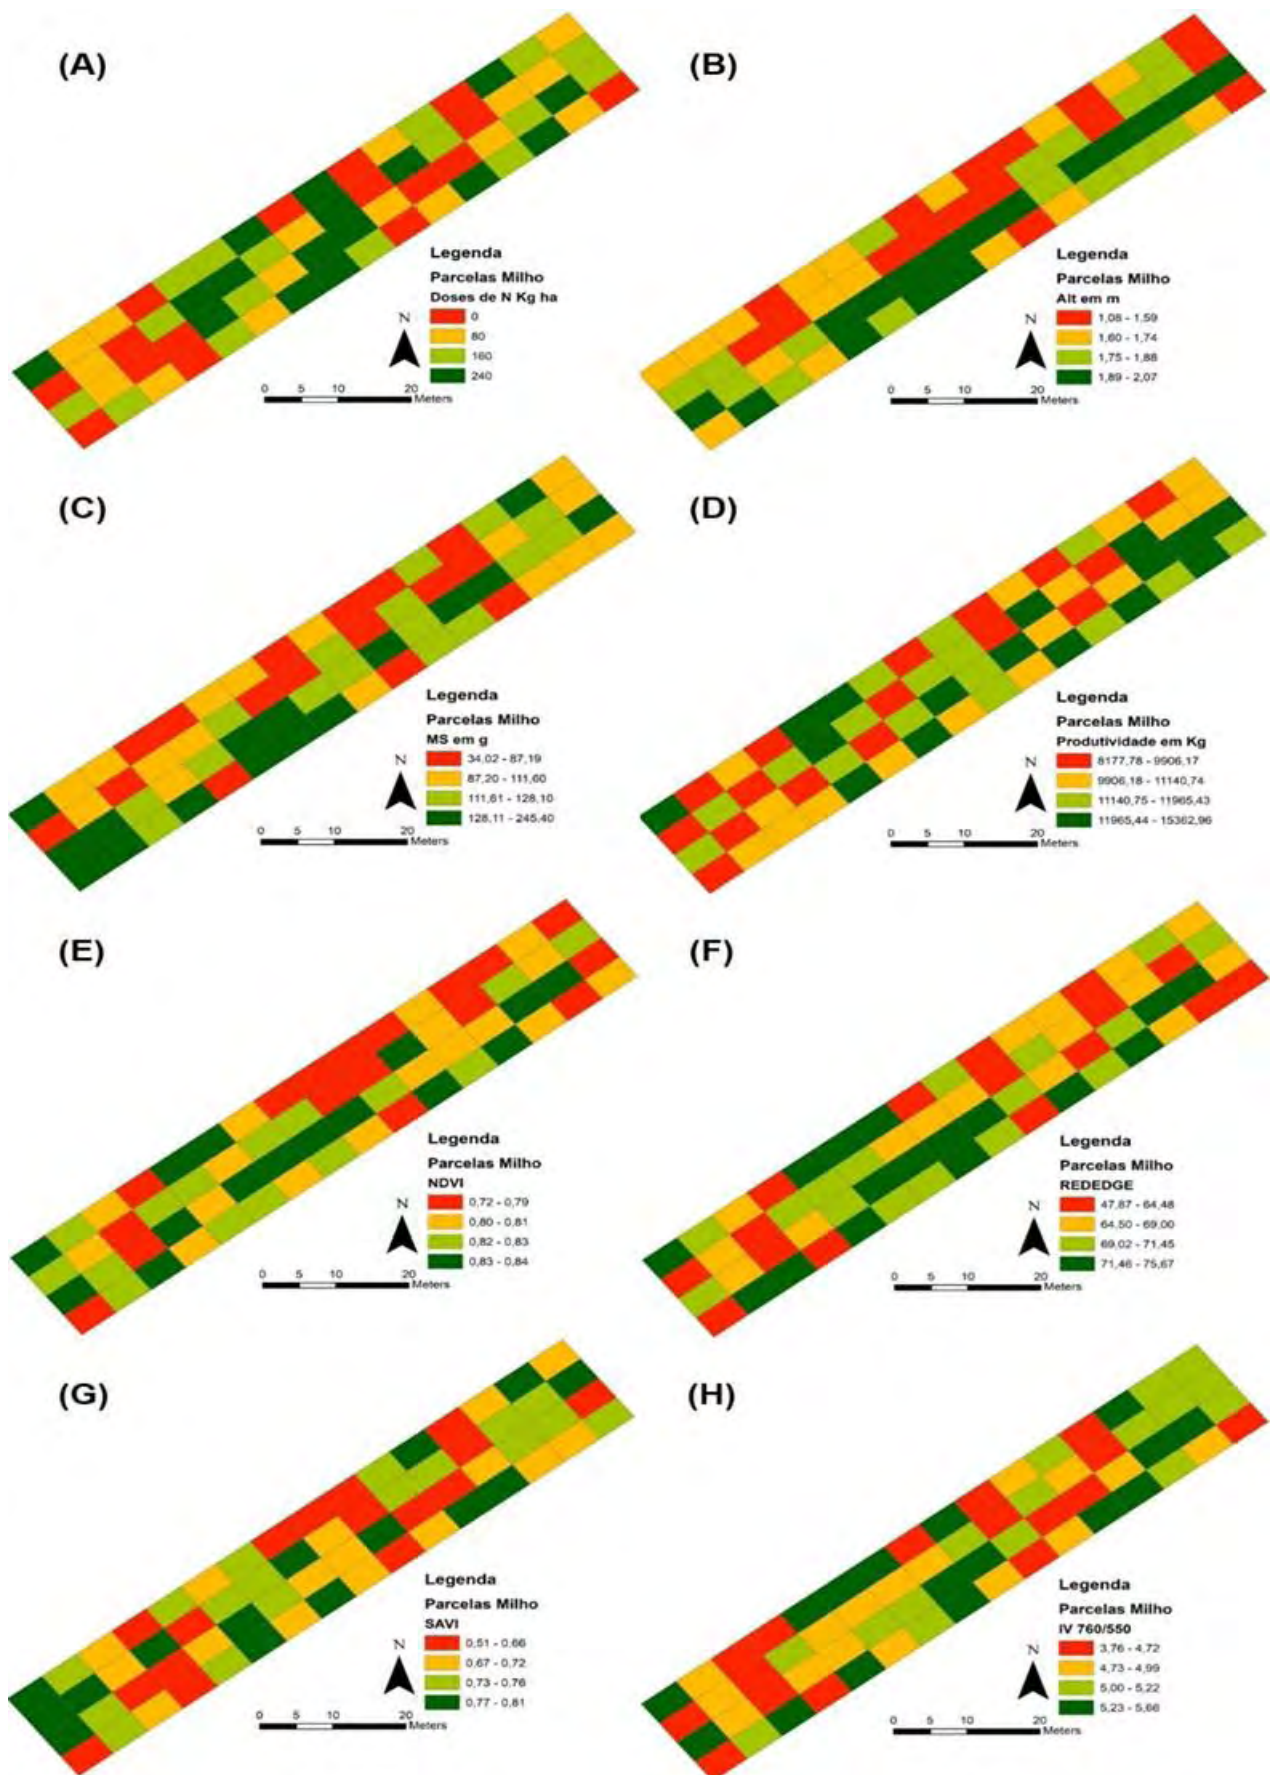 (A)
Legenda
Parcelas Milho
Doses de N Kg ha
0
80
160
240
N
0 5 10 20
Meters
(B)
Legenda
Parcelas Milho
Alt em m
1,08 - 1,59
1,60 - 1,74
1,75 - 1,88
1,89 - 2,07
N
0 5 10 20
Meters
(C)
Legenda
Parcelas Milho
MS em g
34,02 - 87,19
87,20 - 111,60
111,61 - 128,10
128,11 - 245,40
N
0 5 10 20
Meters
(D)
Legenda
Parcelas Milho
Produtividade em Kg
8177,78 - 9906,17
9906,18 - 11140,74
11140,75 - 11965,43
11965,44 - 15362,96
N
0 5 10 20
Meters
(E)
Legenda
Parcelas Milho
NDVI
0,72 - 0,79
0,80 - 0,81
0,82 - 0,83
0,83 - 0,84
N
0 5 10 20
Meters
(F)
Legenda
Parcelas Milho
REDEDGE
47,87 - 64,48
64,50 - 69,00
69,02 - 71,45
71,46 - 75,67
N
0 5 10 20
Meters
(G)
Legenda
Parcelas Milho
SAVI
0,51 - 0,66
0,67 - 0,72
0,73 - 0,76
0,77 - 0,81
N
0 5 10 20
Meters
(H)
Legenda
Parcelas Milho
IV 760/550
3,76 - 4,72
4,73 - 4,99
5,00 - 5,22
5,23 - 5,66
N
0 5 10 20
Meters